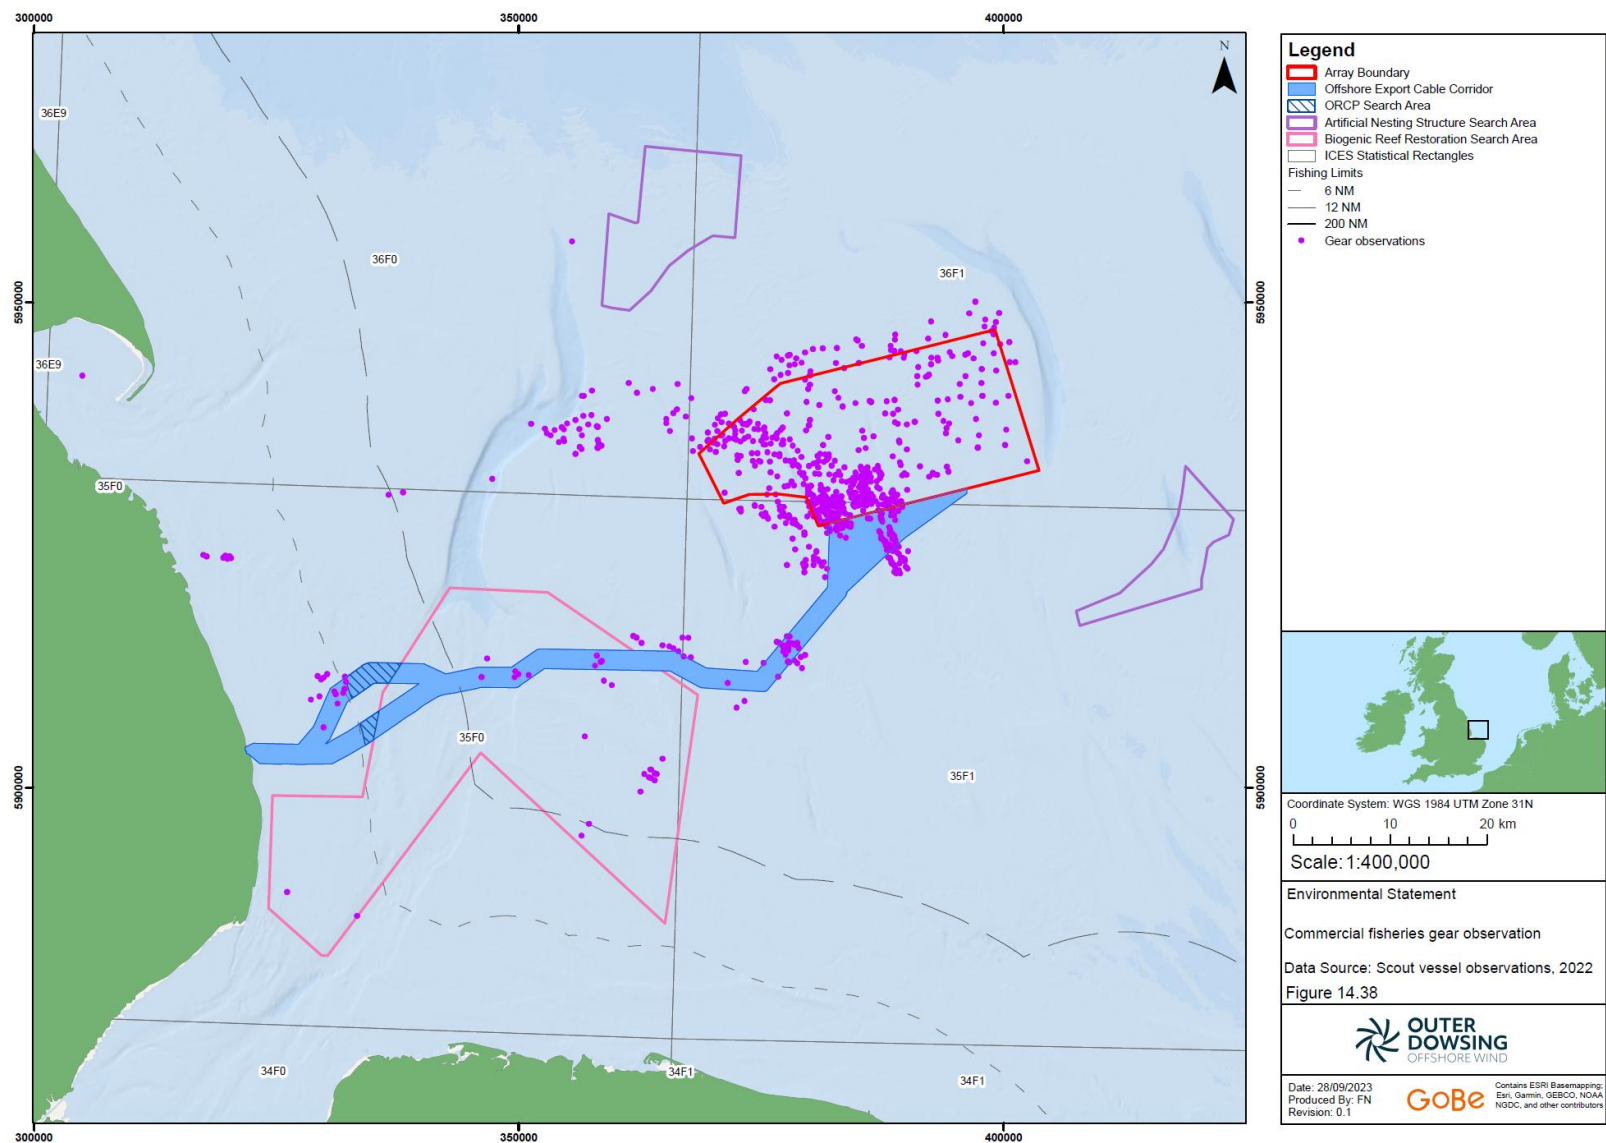 300000
350000
400000
36E9
36F0
36F1
5950000
5950000
36E9
35F0
35F0
35F1
5900000
5900000
34F0
34F1
34F1
300000
350000
400000
N
Legend
Array Boundary
Offshore Export Cable Corridor
ORCP Search Area
Artificial Nesting Structure Search Area
Biogenic Reef Restoration Search Area
ICES Statistical Rectangles
Fishing Limits
6 NM
12 NM
200 NM
Gear observations
Coordinate System: WGS 1984 UTM Zone 31N
0 10 20 km
Scale: 1:400,000
Environmental Statement
Commercial fisheries gear observation
Data Source: Scout vessel observations, 2022
Figure 14.38
OUTER
DOWSING
OFFSHORE WIND
Date: 28/09/2023
Produced By: FN
Revision: 0.1
GoBe
Contains ESRI Basemapping;
Esri, Garmin, GEBCO, NOAA
NGDC, and other contributors